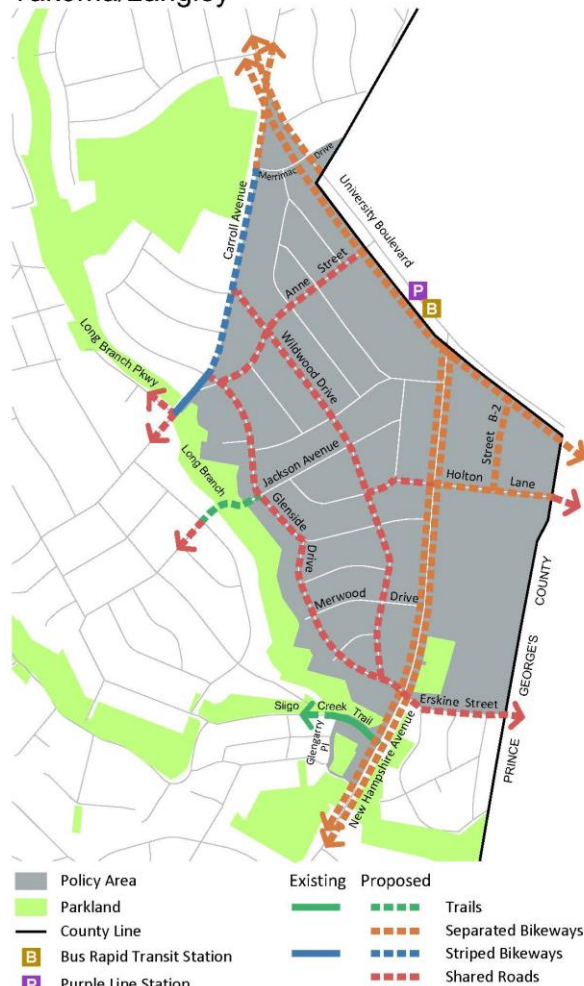 Takoma/Langley
Merrimac Drive
University Boulevard
Carroll Avenue
Anne Street
P
B
Long Branch Pkwy
Wildwood Drive
Street B-2
Long Branch
Jackson Avenue
Holton Lane
Glenside Drive
Merwood Drive
PRINCE GEORGE'S COUNTY
Sligo Creek Trail
Erskine Street
Glengarry Pl
New Hampshire Avenue
Policy Area
Existing Proposed
Parkland
Trails
County Line
Separated Bikeways
B Bus Rapid Transit Station
Striped Bikeways
P Purple Line Station
Shared Roads